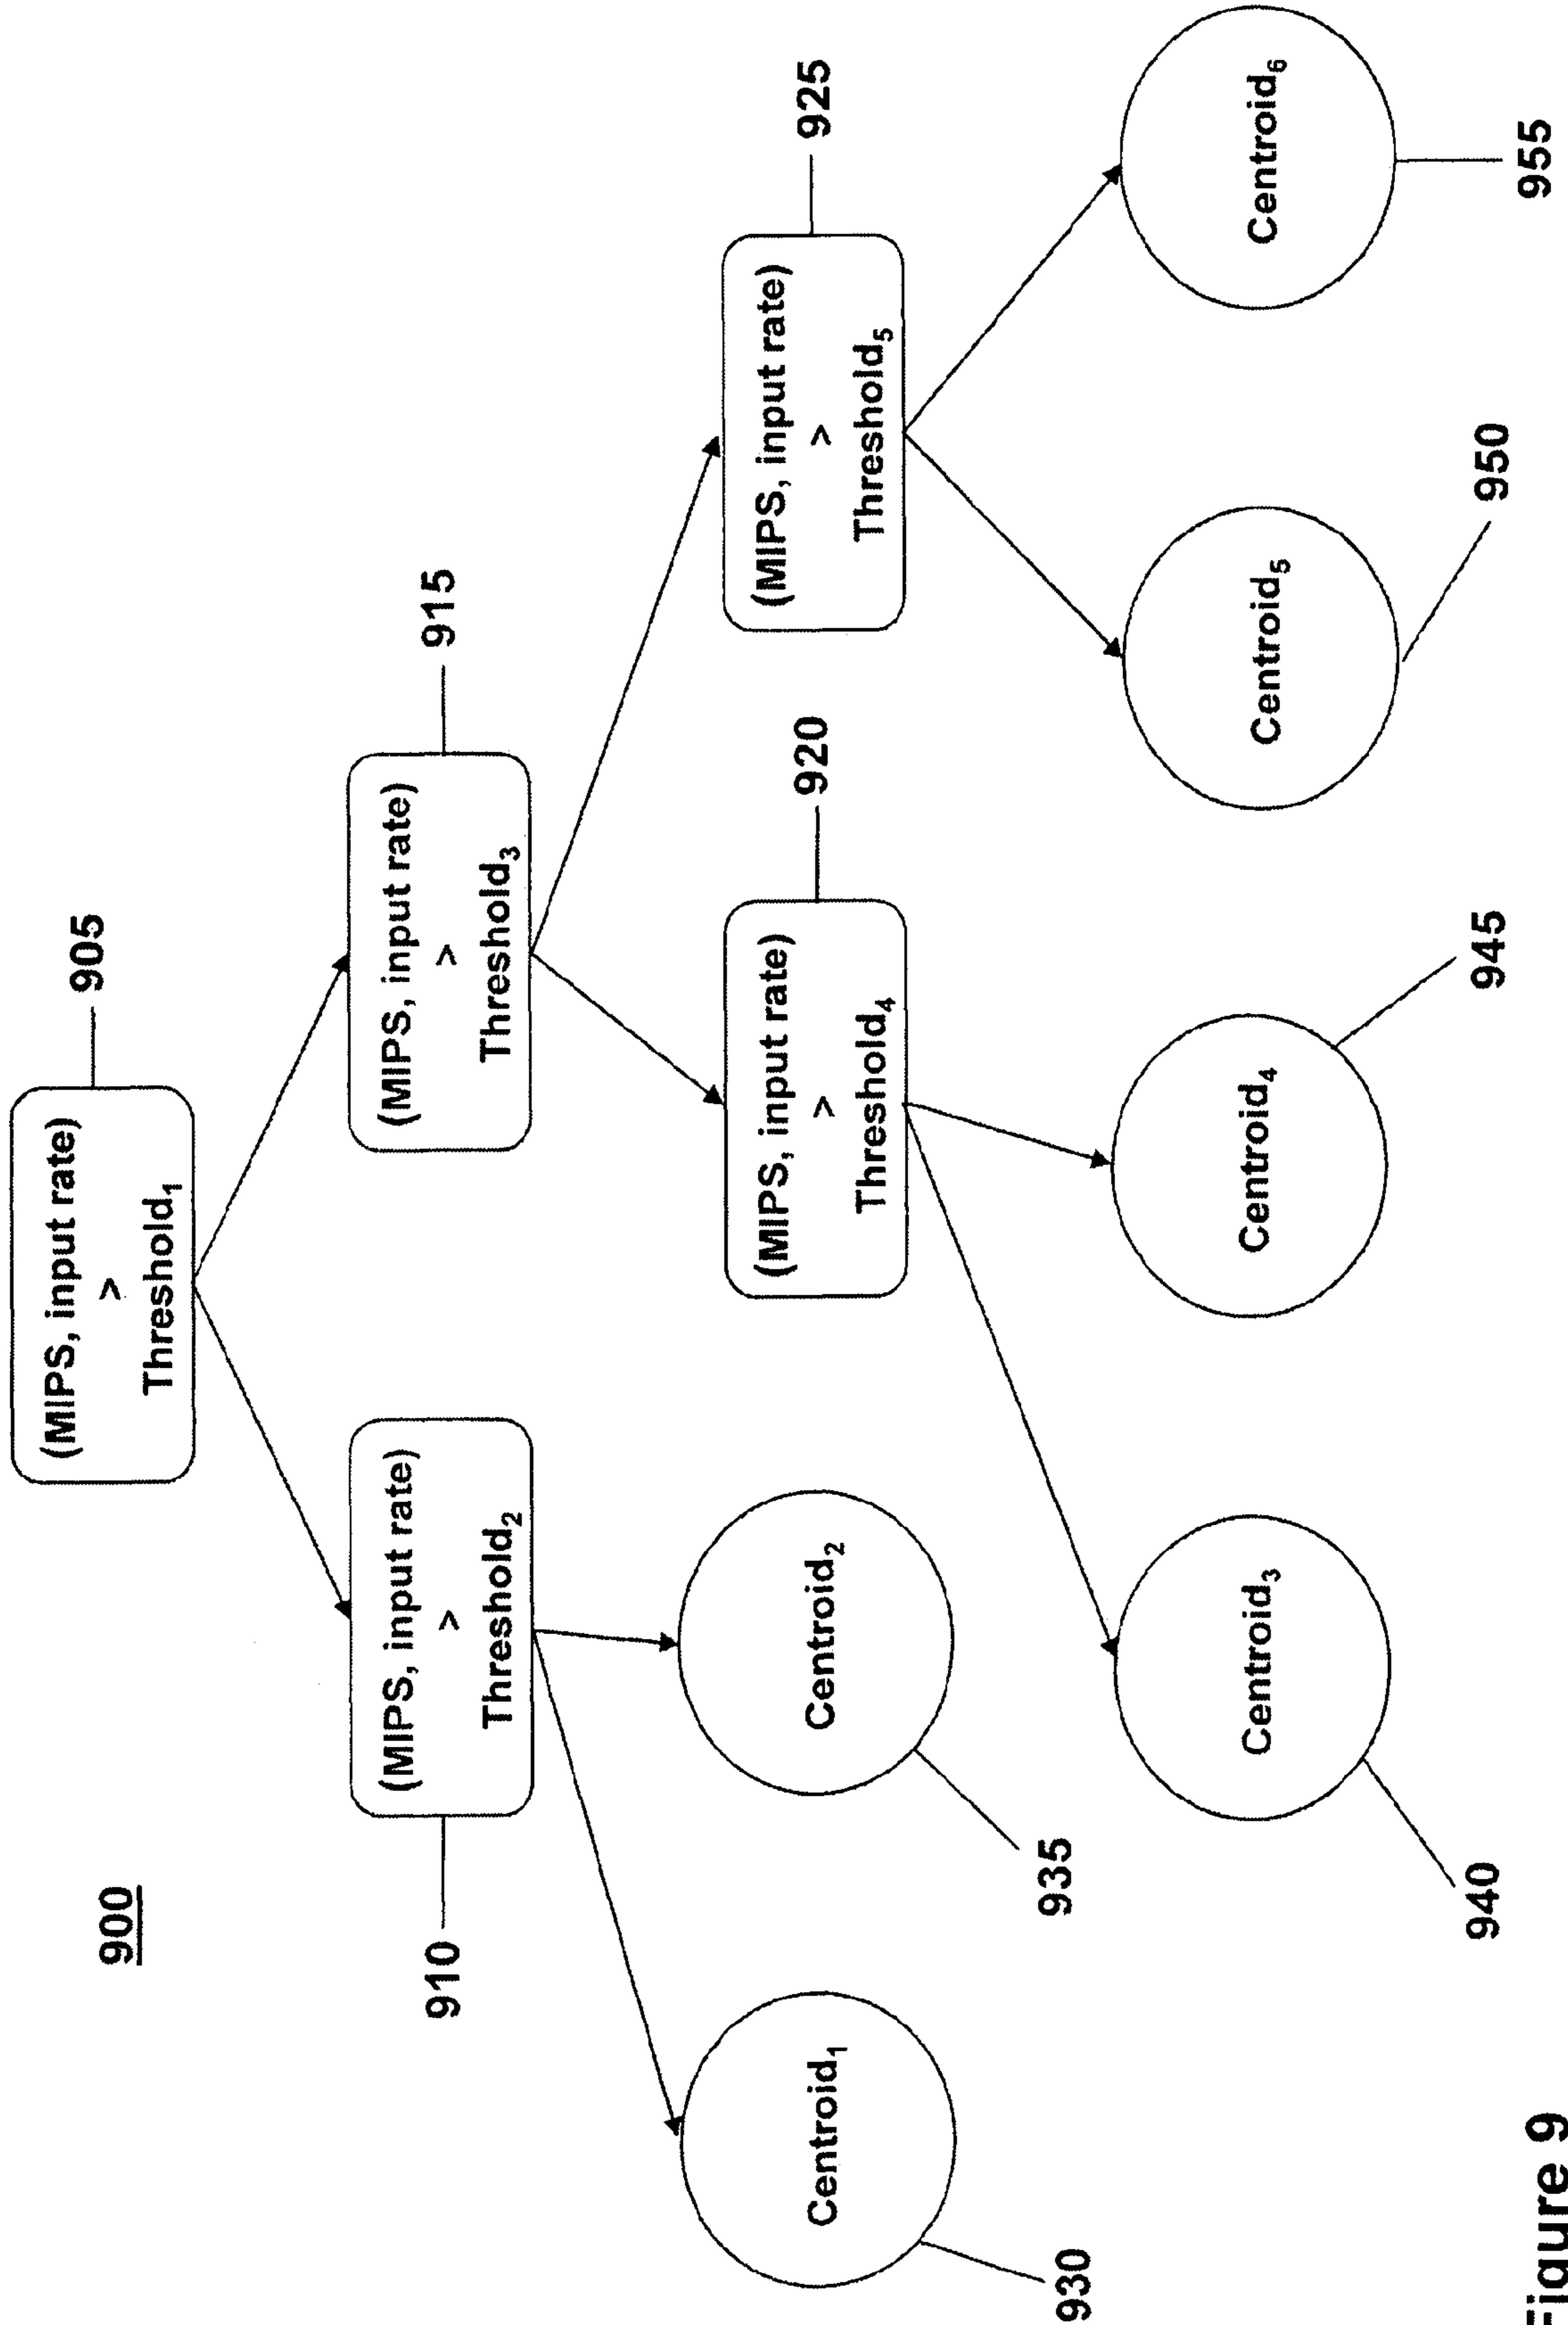 900
(MIPS, input rate)
>
Threshold₁
905
(MIPS, input rate)
>
Threshold₂
910
(MIPS, input rate)
>
Threshold₃
915
Centroid₁
930
Centroid₂
935
(MIPS, input rate)
>
Threshold₄
920
(MIPS, input rate)
>
Threshold₅
925
Centroid₃
940
Centroid₄
945
Centroid₅
950
Centroid₆
955
Figure 9